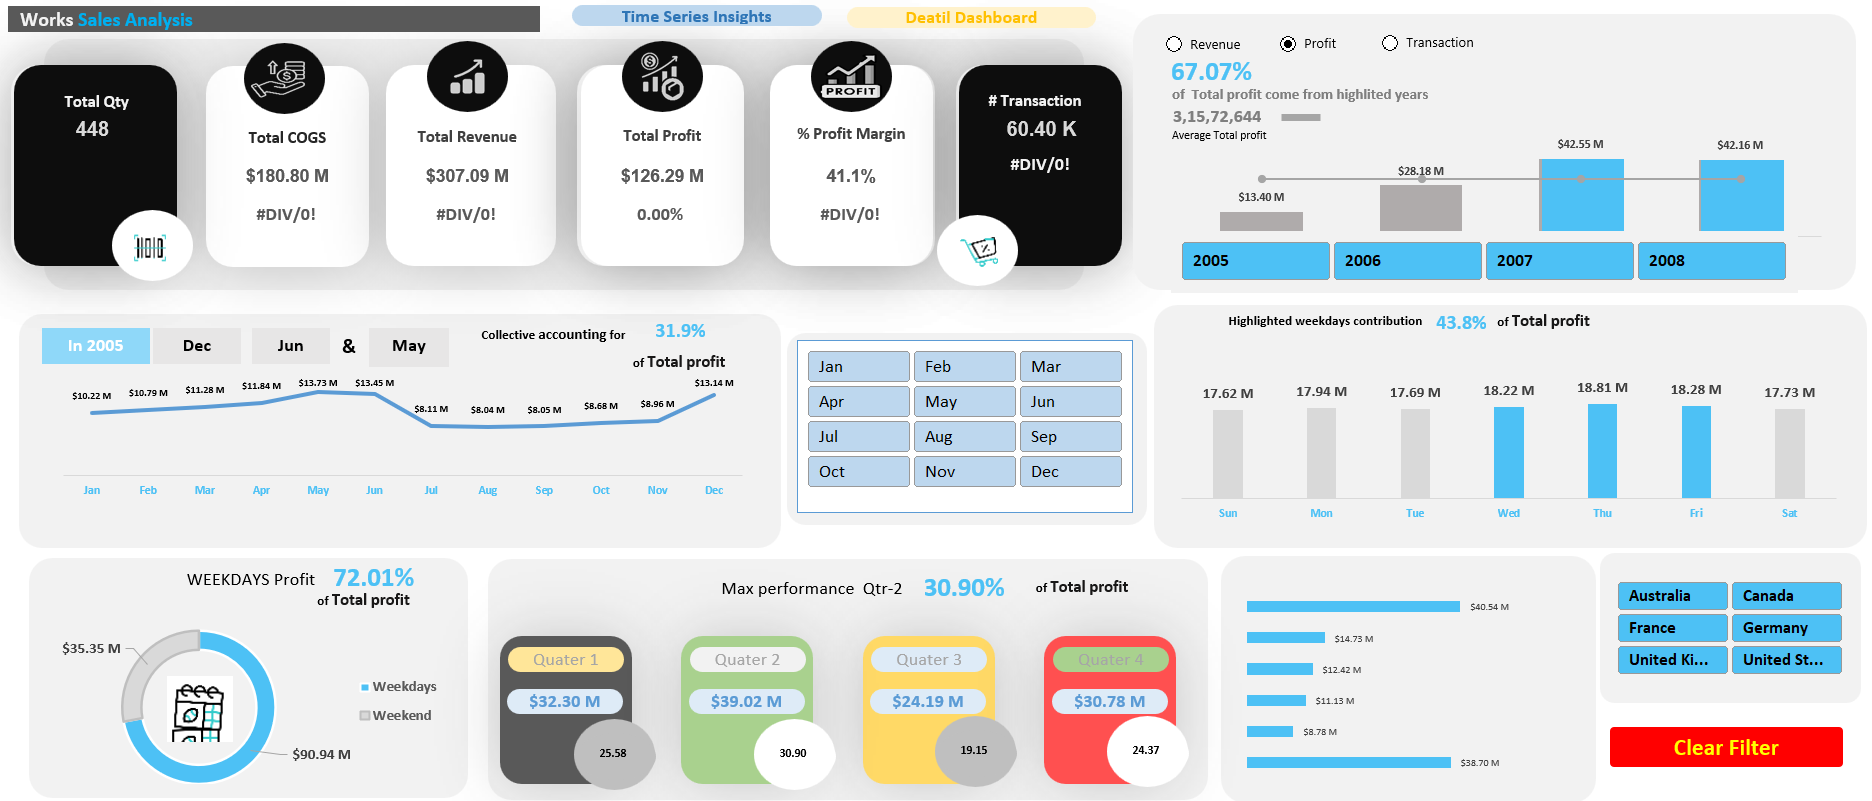 Works Sales Analysis
Time Series Insights
Deatil Dashboard
Total Qty
448
Total COGS
$180.80 M
#DIV/0!
Total Revenue
$307.09 M
#DIV/0!
Total Profit
$126.29 M
0.00%
PROFIT
% Profit Margin
41.1%
#DIV/0!
# Transaction
60.40 K
#DIV/0!
Revenue
Profit
Transaction
67.07%
of Total profit come from highlited years
3,15,72,644
Average Total profit
$13.40 M
$28.18 M
$42.55 M
$42.16 M
2005
2006
2007
2008
In 2005
Dec
Jun
&
May
Collective accounting for
31.9%
of Total profit
$10.22 M
$10.79 M
$11.28 M
$11.84 M
$13.73 M
$13.45 M
$8.11 M
$8.04 M
$8.05 M
$8.68 M
$8.96 M
$13.14 M
Jan
Feb
Mar
Apr
May
Jun
Jul
Aug
Sep
Oct
Nov
Dec
Jan
Feb
Mar
Apr
May
Jun
Jul
Aug
Sep
Oct
Nov
Dec
Highlighted weekdays contribution 43.8% of Total profit
17.62 M
17.94 M
17.69 M
18.22 M
18.81 M
18.28 M
17.73 M
Sun
Mon
Tue
Wed
Thu
Fri
Sat
WEEKDAYS Profit 72.01%
of Total profit
$35.35 M
$90.94 M
Weekdays
Weekend
Max performance Qtr-2 30.90% of Total profit
Quater 1
$32.30 M
25.58
Quater 2
$39.02 M
30.90
Quater 3
$24.19 M
19.15
Quater 4
$30.78 M
24.37
$40.54 M
$14.73 M
$12.42 M
$11.13 M
$8.78 M
$38.70 M
Australia
Canada
France
Germany
United Ki...
United St...
Clear Filter